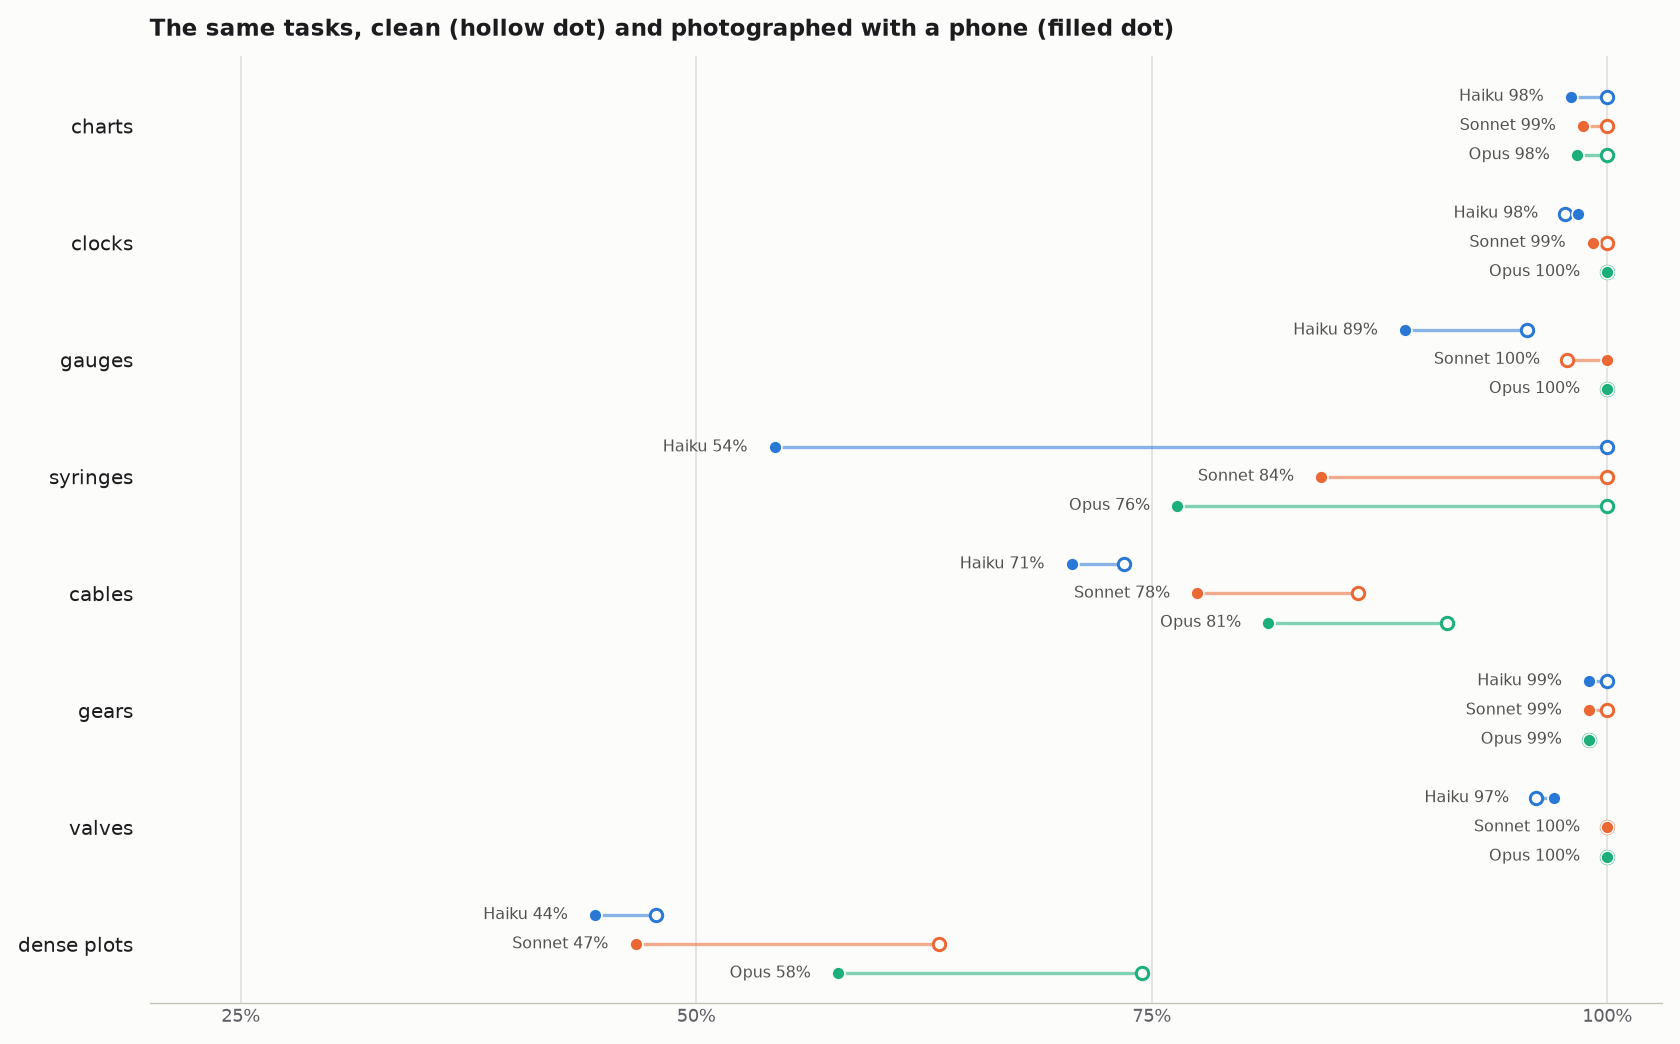 The same tasks, clean (hollow dot) and photographed with a phone (filled dot)
charts
Haiku 98%
Sonnet 99%
Opus 98%
clocks
Haiku 98%
Sonnet 99%
Opus 100%
gauges
Haiku 89%
Sonnet 100%
Opus 100%
syringes
Haiku 54%
Sonnet 84%
Opus 76%
cables
Haiku 71%
Sonnet 78%
Opus 81%
gears
Haiku 99%
Sonnet 99%
Opus 99%
valves
Haiku 97%
Sonnet 100%
Opus 100%
dense plots
Haiku 44%
Sonnet 47%
Opus 58%
25% 50% 75% 100%